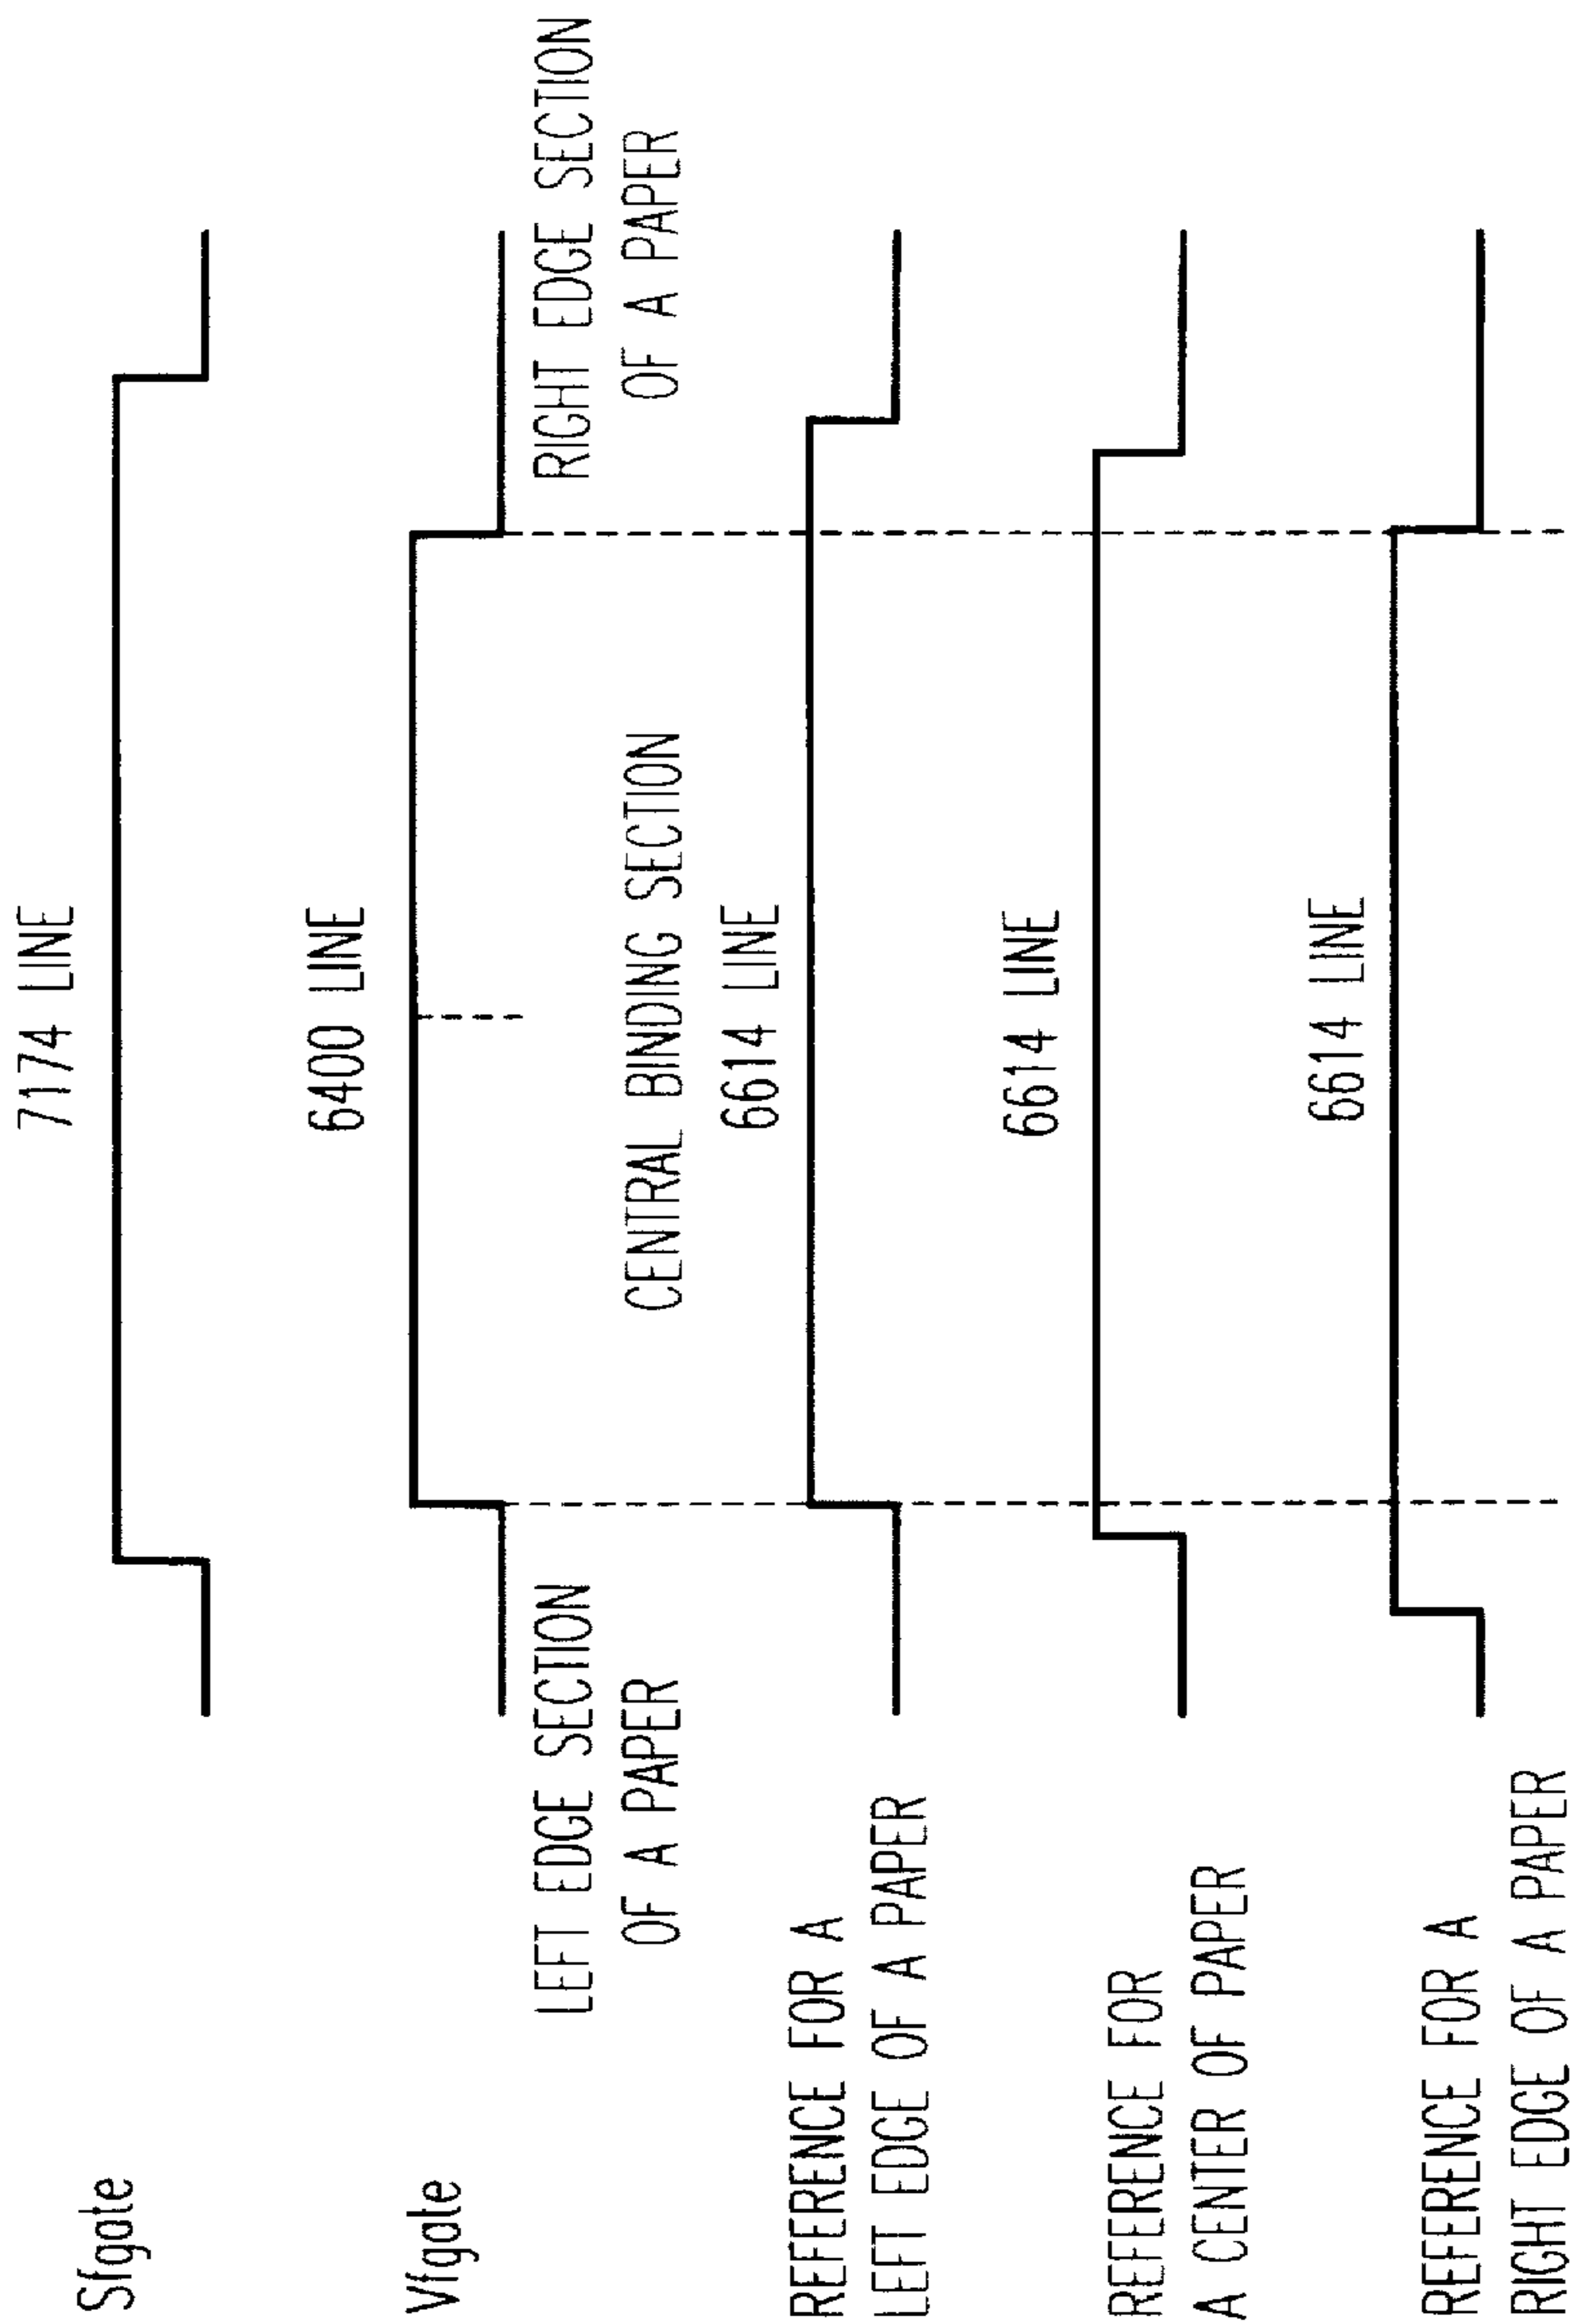 7174 LINE
Sfgate
6400 LINE
Vfgate
LEFT EDGE SECTION
OF A PAPER
CENTRAL BINDING SECTION
RIGHT EDGE SECTION
OF A PAPER
6614 LINE
REFERENCE FOR A
LEFT EDGE OF A PAPER
6614 LINE
REFERENCE FOR
A CENTER OF PAPER
6614 LINE
REFERENCE FOR A
RIGHT EDGE OF A PAPER